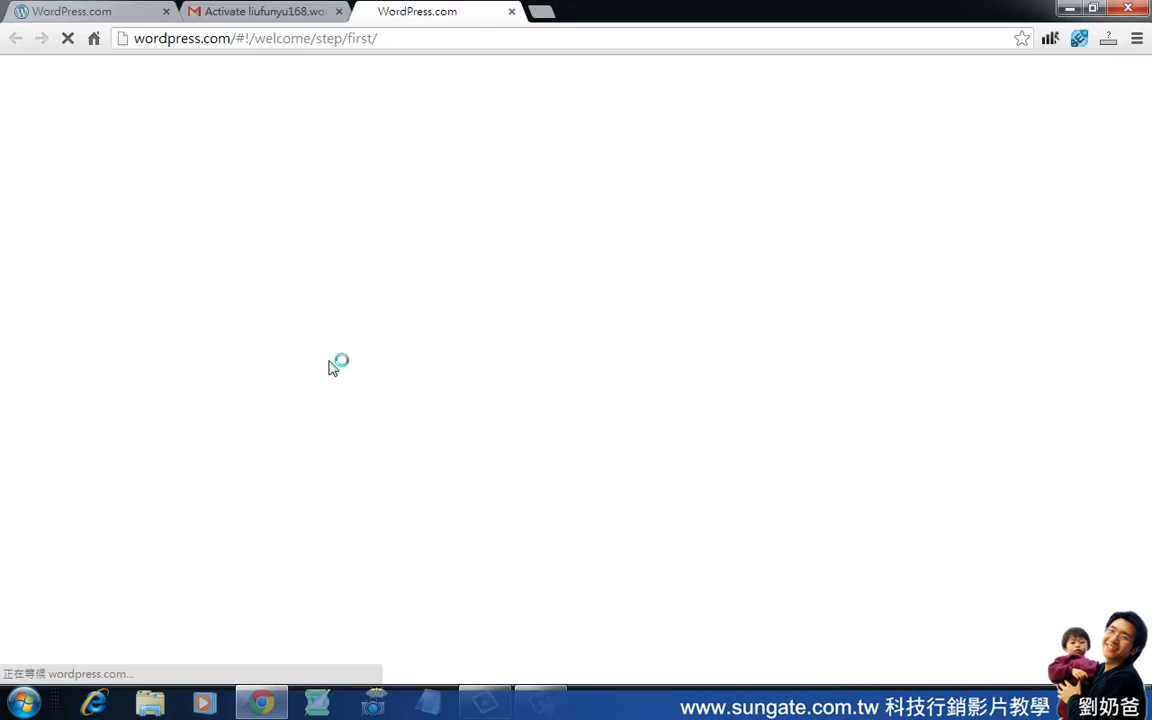 WordPress.com
Activate liufunyu168.wo
WordPress.com
wordpress.com/#!/welcome/step/first/
正在等候 wordpress.com...
www.sungate.com.tw 科技行銷影片教學
劉奶爸